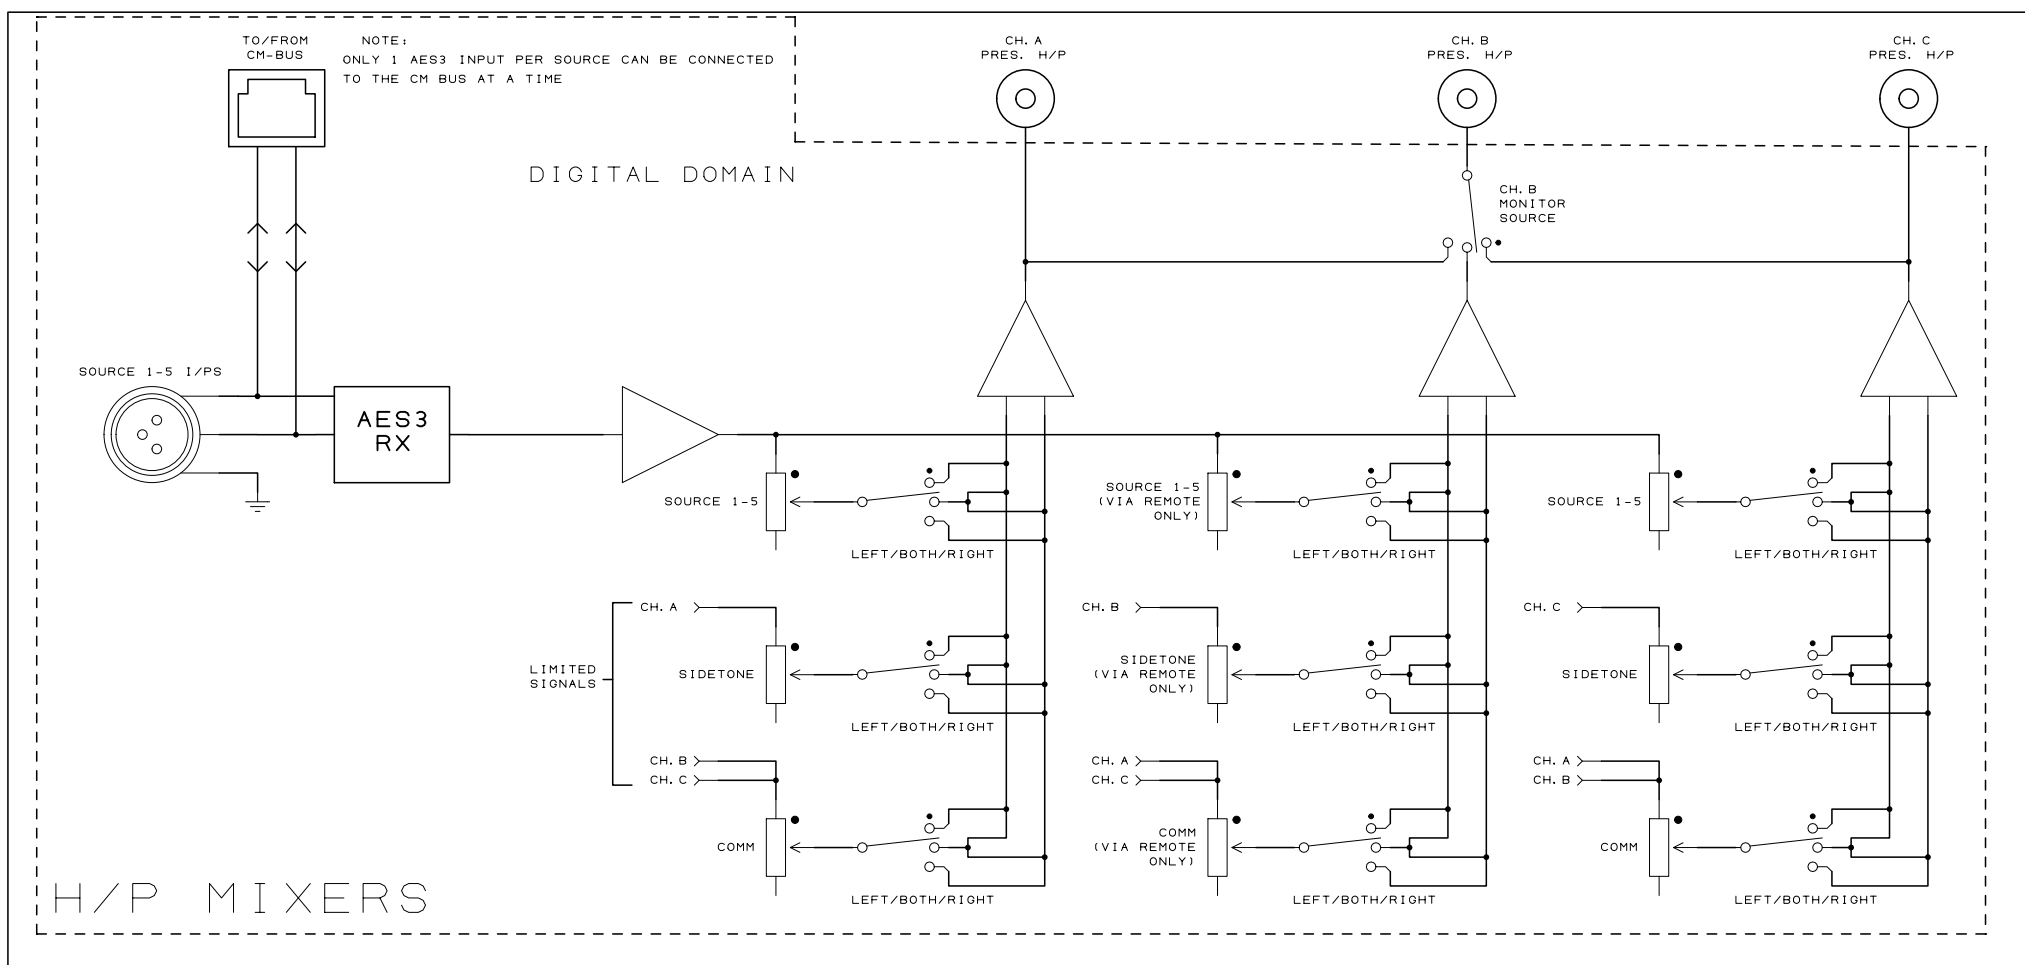 TO/FROM
CM-BUS
NOTE:
ONLY 1 AES3 INPUT PER SOURCE CAN BE CONNECTED
TO THE CM BUS AT A TIME
CH. A
PRES. H/P
CH. B
PRES. H/P
CH. C
PRES. H/P
DIGITAL DOMAIN
CH. B
MONITOR
SOURCE
SOURCE 1-5 I/PS
AES3
RX
SOURCE 1-5
LEFT/BOTH/RIGHT
SOURCE 1-5
(VIA REMOTE
ONLY)
LEFT/BOTH/RIGHT
SOURCE 1-5
LEFT/BOTH/RIGHT
LIMITED
SIGNALS
CH. A
SIDETONE
LEFT/BOTH/RIGHT
CH. B
SIDETONE
(VIA REMOTE
ONLY)
LEFT/BOTH/RIGHT
CH. C
SIDETONE
LEFT/BOTH/RIGHT
CH. B
CH. C
COMM
LEFT/BOTH/RIGHT
CH. A
CH. C
COMM
(VIA REMOTE
ONLY)
LEFT/BOTH/RIGHT
CH. A
CH. B
COMM
LEFT/BOTH/RIGHT
H/P MIXERS